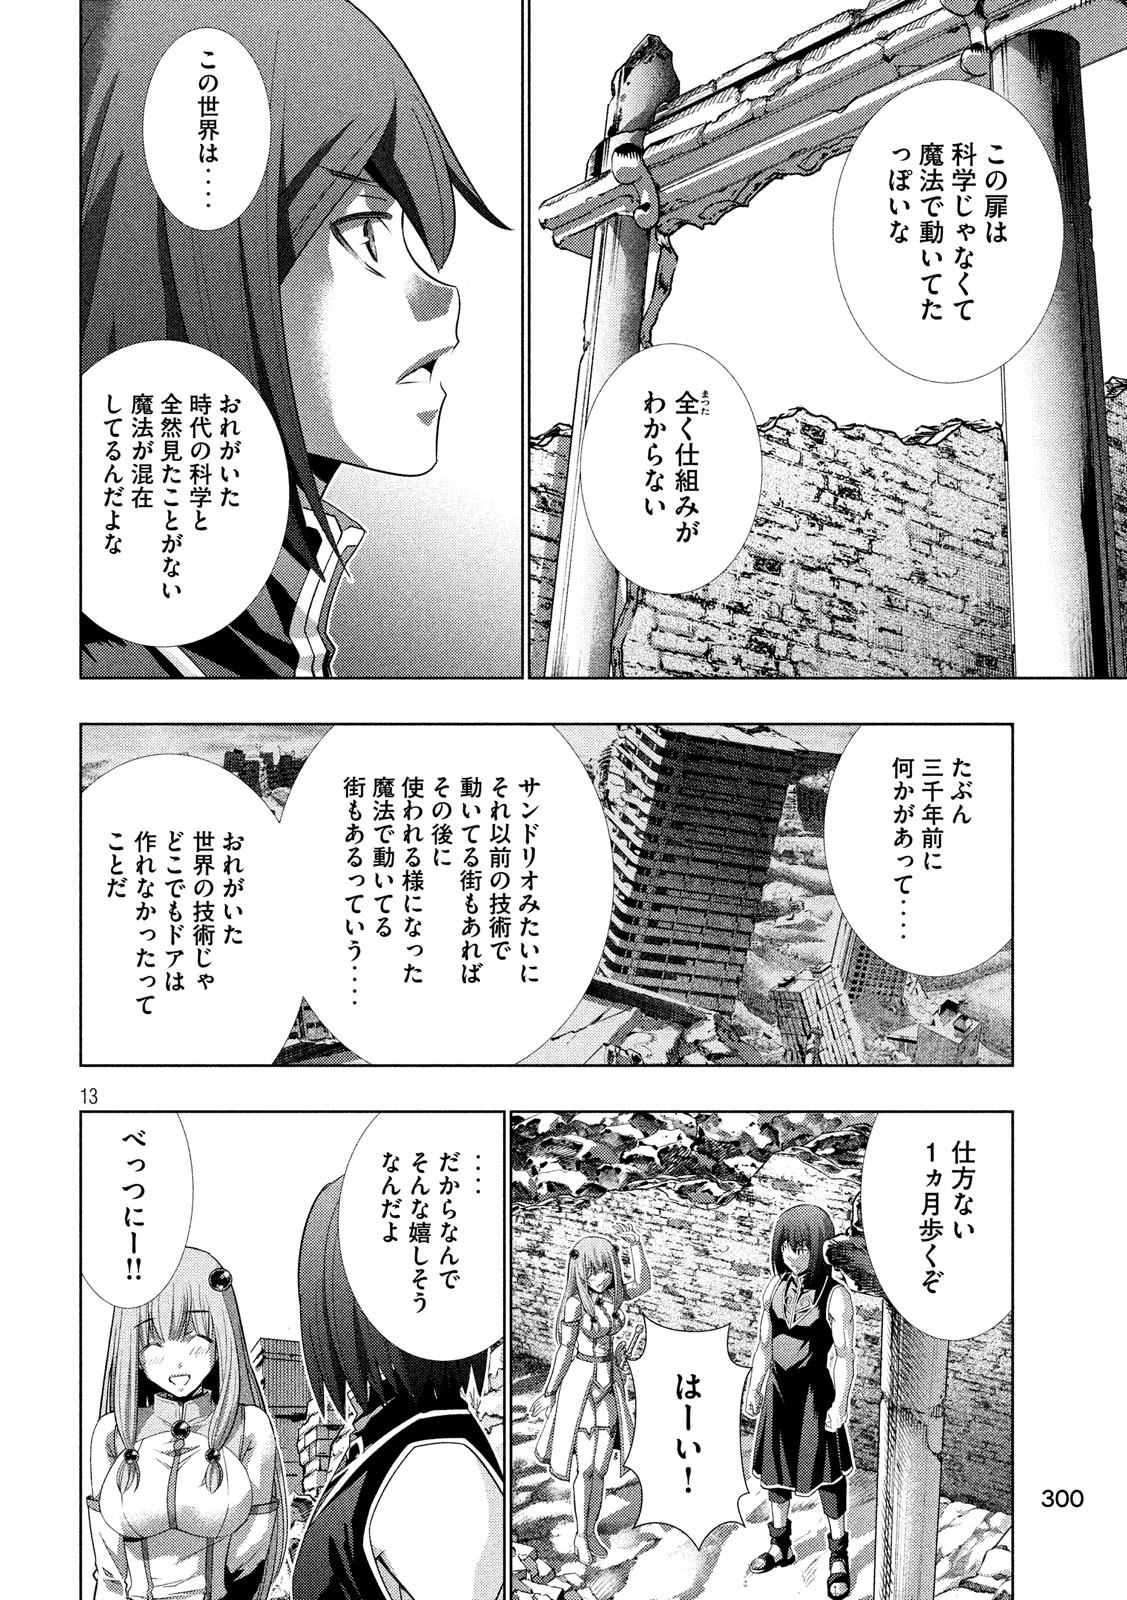 この扉は
科学じゃなくて
魔法で動いてた
っぽいな
全く仕組みが
まった
わからない
この世界は‥‥
おれがいた
時代の科学と
全然見たことがない
魔法が混在
してるんだよな
たぶん
三千年前に
何かがあって‥‥
サンドリオみたいに
それ以前の技術で
動いてる街もあれば
その後に
使われる様になった
魔法で動いてる
街もあるっていう‥‥
おれがいた
世界の技術じゃ
どこでもドアは
作れなかったって
ことだ
13
仕方ない
1ヵ月歩くぞ
はーい!
‥‥
だからなんで
そんな嬉しそう
なんだよ
べっつにー!!
300